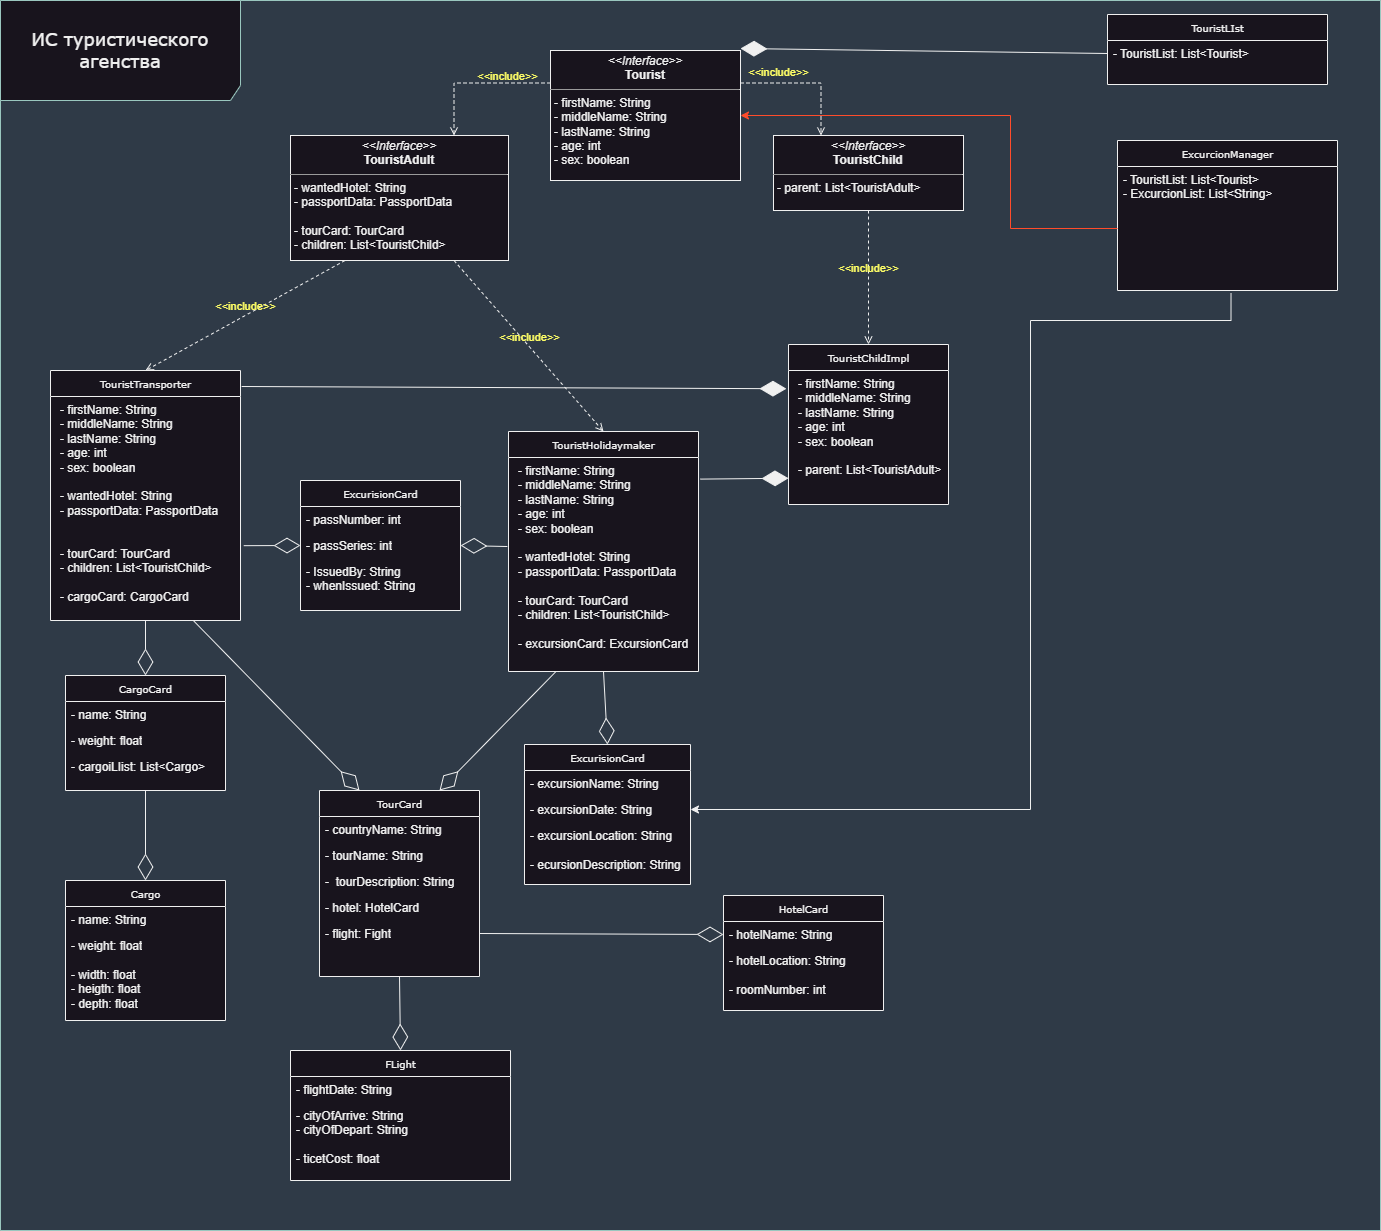 ИС туристического
агенства
TouristLIst
- TouristList: List<Tourist>
<<Interface>>
Tourist
- firstName: String
- middleName: String
- lastName: String
- age: int
- sex: boolean
<<include>>
<<include>>
<<Interface>>
TouristAdult
- wantedHotel: String
- passportData: PassportData
- tourCard: TourCard
- children: List<TouristChild>
<<Interface>>
TouristChild
- parent: List<TouristAdult>
ExcurcionManager
- TouristList: List<Tourist>
- ExcurcionList: List<String>
<<include>>
<<include>>
<<include>>
TouristTransporter
- firstName: String
- middleName: String
- lastName: String
- age: int
- sex: boolean
- wantedHotel: String
- passportData: PassportData
- tourCard: TourCard
- children: List<TouristChild>
- cargoCard: CargoCard
TouristChildImpl
- firstName: String
- middleName: String
- lastName: String
- age: int
- sex: boolean
- parent: List<TouristAdult>
TouristHolidaymaker
- firstName: String
- middleName: String
- lastName: String
- age: int
- sex: boolean
- wantedHotel: String
- passportData: PassportData
- tourCard: TourCard
- children: List<TouristChild>
- excursionCard: ExcursionCard
ExcurisionCard
- passNumber: int
- passSeries: int
- IssuedBy: String
- whenIssued: String
CargoCard
- name: String
- weight: float
- cargoiLlist: List<Cargo>
ExcurisionCard
- excursionName: String
- excursionDate: String
- excursionLocation: String
- ecursionDescription: String
TourCard
- countryName: String
- tourName: String
- tourDescription: String
- hotel: HotelCard
- flight: Fight
Cargo
- name: String
- weight: float
- width: float
- heigth: float
- depth: float
HotelCard
- hotelName: String
- hotelLocation: String
- roomNumber: int
FLight
- flightDate: String
- cityOfArrive: String
- cityOfDepart: String
- ticetCost: float